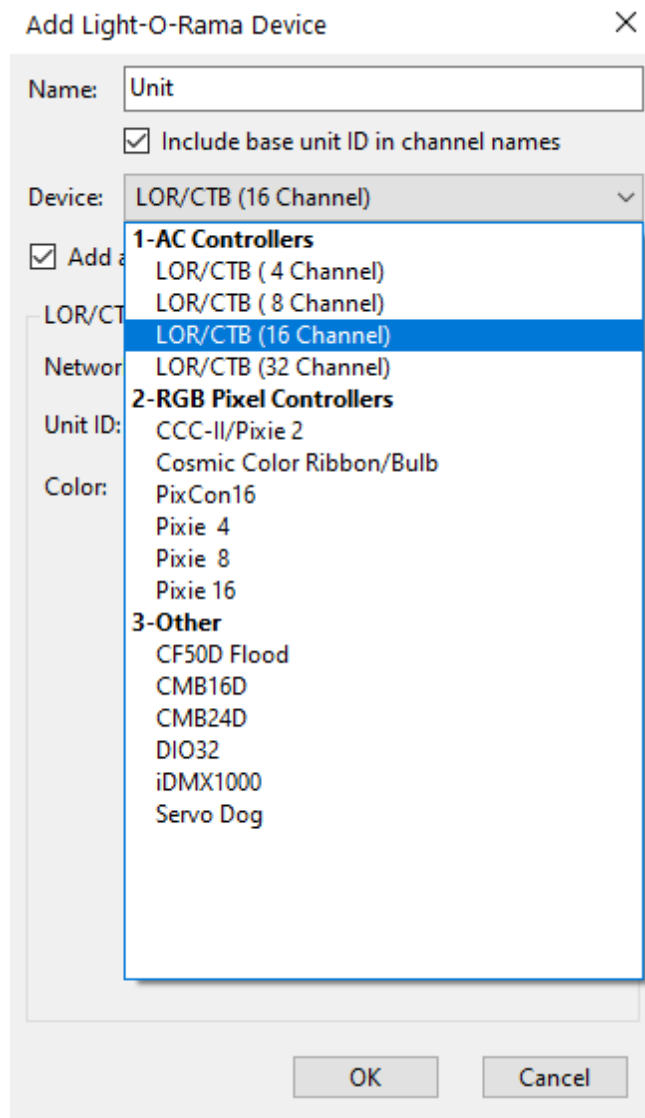 Add Light-O-Rama Device
Name: Unit
Include base unit ID in channel names
Device: LOR/CTB (16 Channel)
Add
LOR/CT
1-AC Controllers
LOR/CTB ( 4 Channel)
LOR/CTB ( 8 Channel)
LOR/CTB (16 Channel)
Networ
LOR/CTB (32 Channel)
2-RGB Pixel Controllers
Unit ID:
CCC-II/Pixie 2
Cosmic Color Ribbon/Bulb
Color:
PixCon16
Pixie  4
Pixie  8
Pixie 16
3-Other
CF50D Flood
CMB16D
CMB24D
DIO32
iDMX1000
Servo Dog
OK
Cancel